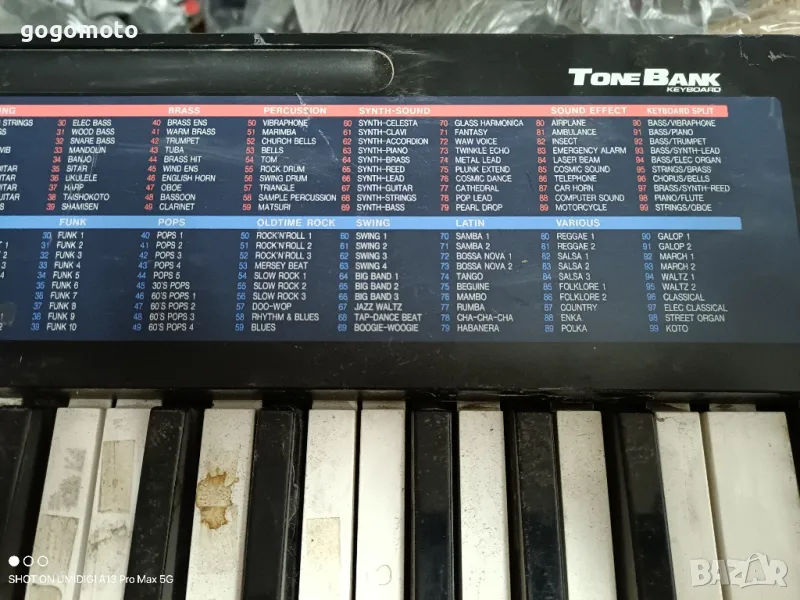 gogomoto
TONE BANK
KEYBOARD
BRASS PERCUSSION SYNTH-SOUND SOUND EFFECT KEYBOARD SPLIT
STRINGS 30 ELEC BASS 40 BRASS ENS 50 VIBRAPHONE 60 SYNTH-CELESTA 70 GLASS HARMONICA 80 AIRPLANE 90 BASS/VIBRAPHONE
31 WOOD BASS 41 WARM BRASS 51 MARIMBA 61 SYNTH-CLAVI 71 FANTASY 81 AMBULANCE 91 BASS/PIANO
32 SNARE BASS 42 TRUMPET 52 CHURCH BELLS 62 SYNTH-ACCORDION 72 WAW VOICE 82 INSECT 92 BASS/TRUMPET
VIB 33 MANDOLIN 43 TUBA 53 BELLS 63 SYNTH-PIANO 73 TWINKLE ECHO 83 EMERGENCY ALARM 93 BASS/SYNTH-LEAD
34 BANJO 44 BRASS HIT 54 TOM 64 SYNTH-BRASS 74 METAL LEAD 84 LASER BEAM 94 BASS/ELEC ORGAN
GUITAR 35 SITAR 45 WIND ENS 55 ROCK DRUM 65 SYNTH-REED 75 PLUNK EXTEND 85 COSMIC SOUND 95 STRINGS/BRASS
36 UKULELE 46 ENGLISH HORN 56 SWING DRUM 66 SYNTH-LEAD 76 COSMIC DANCE 86 TELEPHONE 96 CHORUS/BELLS
GUITAR 37 HARP 47 OBOE 57 TRIANGLE 67 SYNTH-GUITAR 77 CATHEDRAL 87 CAR HORN 97 BRASS/SYNTH-REED
GUITAR 38 TAISHOKOTO 48 BASSOON 58 SAMPLE PERCUSSION 68 SYNTH-STRINGS 78 POP LEAD 88 COMPUTER SOUND 98 PIANO/FLUTE
39 SHAMISEN 49 CLARINET 59 MATSURI 69 SYNTH-BASS 79 PEARL DROP 89 MOTORCYCLE 99 STRINGS/OBOE
FUNK POPS OLDTIME ROCK SWING LATIN VARIOUS
30 FUNK 1 40 POPS 1 50 ROCK'N'ROLL 1 60 SWING 1 70 SAMBA 1 80 REGGAE 1 90 GALOP 1
31 FUNK 2 41 POPS 2 51 ROCK'N'ROLL 2 61 SWING 2 71 SAMBA 2 81 REGGAE 2 91 GALOP 2
32 FUNK 3 42 POPS 3 52 ROCK'N'ROLL 3 62 SWING 3 72 BOSSA NOVA 1 82 SALSA 1 92 MARCH 1
33 FUNK 4 43 POPS 4 53 MERSEY BEAT 63 SWING 4 73 BOSSA NOVA 2 83 SALSA 2 93 MARCH 2
34 FUNK 5 44 POPS 5 54 SLOW ROCK 1 64 BIG BAND 1 74 TANGO 84 SALSA 3 94 WALTZ 1
35 FUNK 6 45 30'S POPS 55 SLOW ROCK 2 65 BIG BAND 2 75 BEGUINE 85 FOLKLORE 1 95 WALTZ 2
36 FUNK 7 46 60'S POPS 1 56 SLOW ROCK 3 66 BIG BAND 3 76 MAMBO 86 FOLKLORE 2 96 CLASSICAL
37 FUNK 8 47 60'S POPS 2 57 DOO-WOP 67 JAZZ WALTZ 77 RUMBA 87 COUNTRY 97 ELEC CLASSICAL
38 FUNK 9 48 60'S POPS 3 58 RHYTHM & BLUES 68 TAP-DANCE BEAT 78 CHA-CHA-CHA 88 ENKA 98 STREET ORGAN
39 FUNK 10 49 60'S POPS 4 59 BLUES 69 BOOGIE-WOOGIE 79 HABANERA 89 POLKA 99 KOTO
SHOT ON UMIDIGI A13 Pro Max 5G
BAZAR.bg